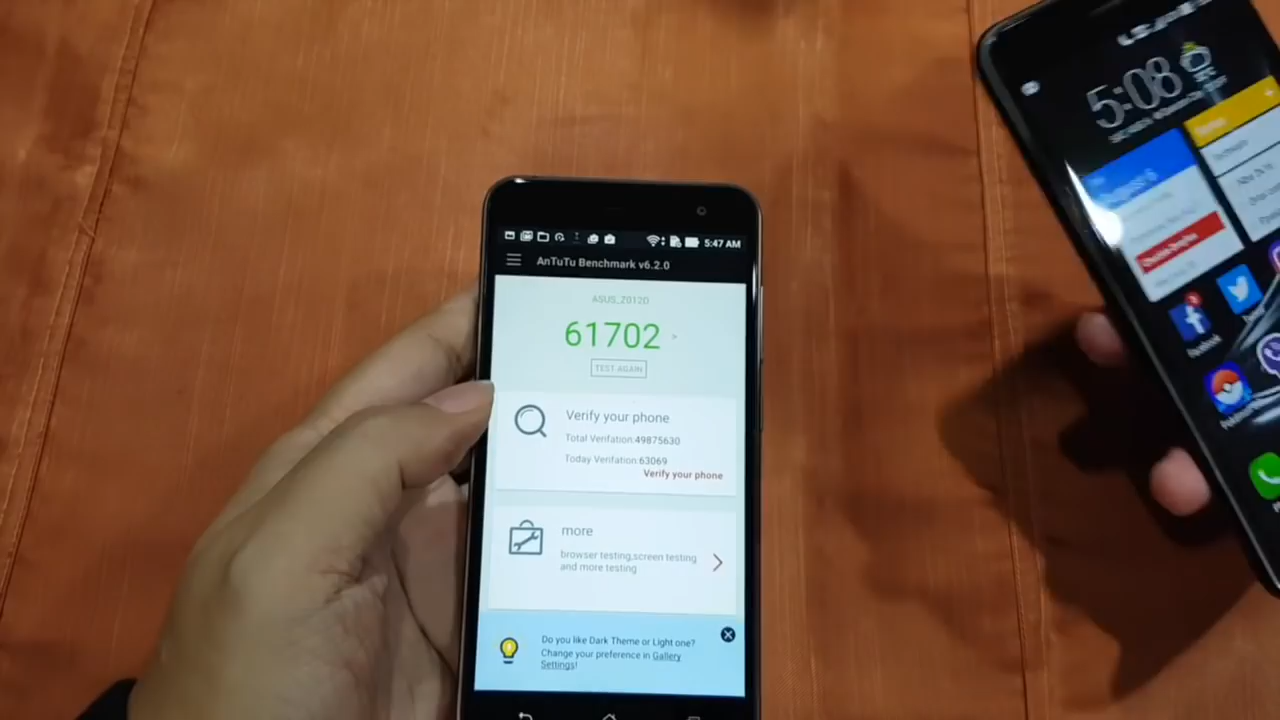 5:47 AM
AnTuTu Benchmark v6.2.0
ASUS_Z012D
61702 >
TEST AGAIN
Verify your phone
Total Verifation:49875630
Today Verifation:63069
Verify your phone
more
browser testing,screen testing
and more testing
Do you like Dark Theme or Light one?
Change your preference in Gallery
Settings!
5:08
Facebook